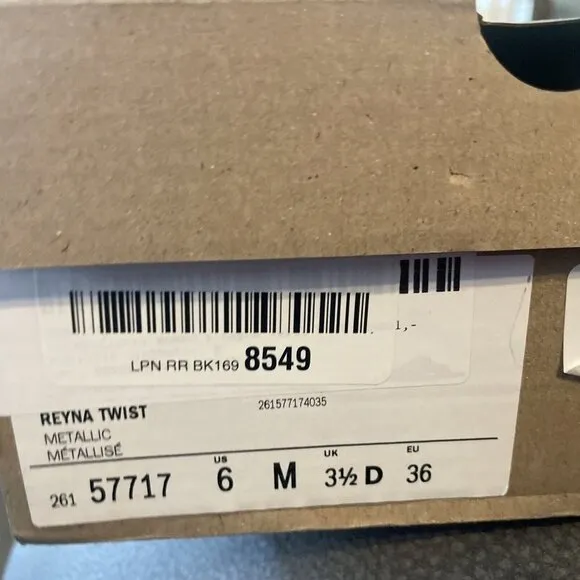 1,-
LPN RR BK169 8549
REYNA TWIST
261577174035
METALLIC
MÉTALLISÉ
US
UK
EU
261 57717 6 M 3½ D 36